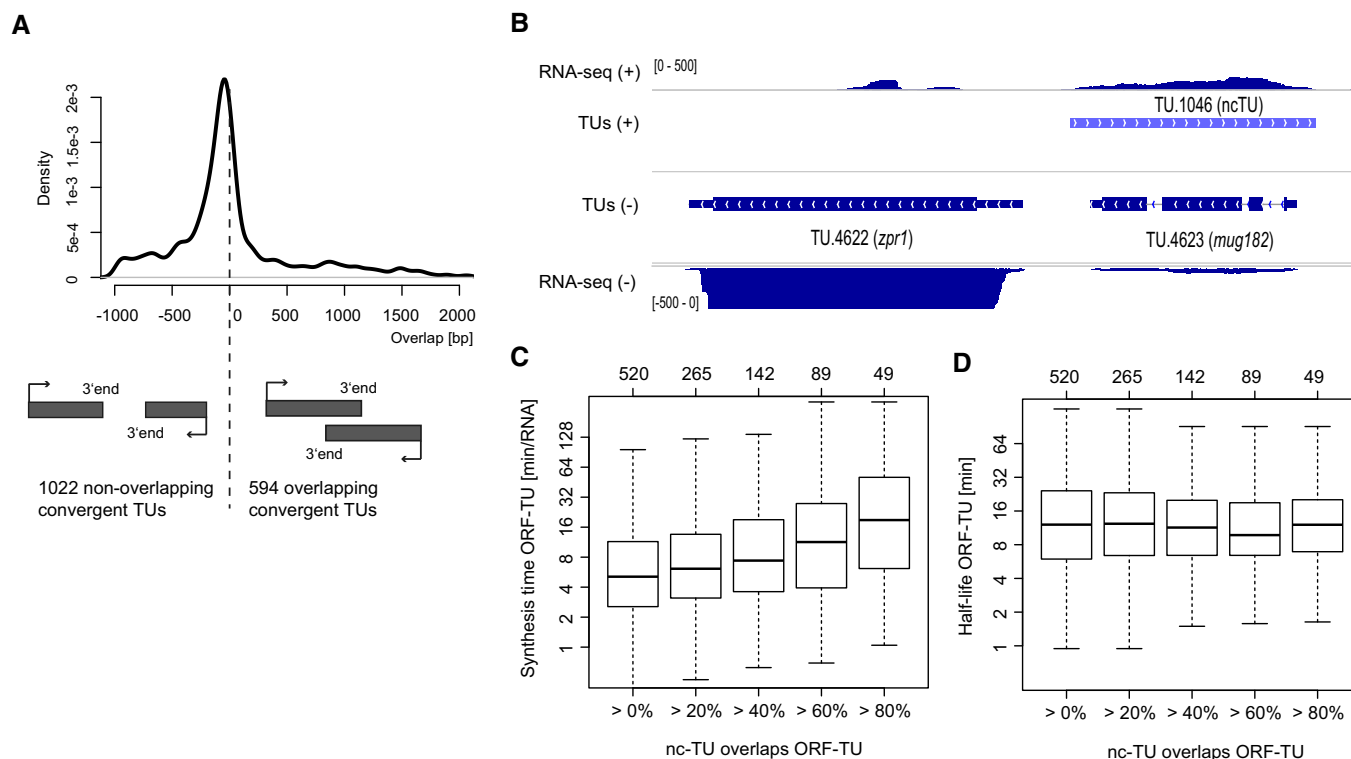 A
Density
0
5e-4
1e-3
1.5e-3
2e-3
-1000 -500 0 500 1000 1500 2000
Overlap [bp]
3‘end 3‘end
3‘end 3‘end
1022 non-overlapping
convergent TUs
594 overlapping
convergent TUs
B
RNA-seq (+) [0 - 500]
TU.1046 (ncTU)
TUs (+)
TUs (-)
TU.4622 (zpr1) TU.4623 (mug182)
RNA-seq (-)
[-500 - 0]
C
520 265 142 89 49
Synthesis time ORF-TU [min/RNA]
128
64
32
16
8
4
2
1
> 0% > 20% > 40% > 60% > 80%
nc-TU overlaps ORF-TU
D
520 265 142 89 49
Half-life ORF-TU [min]
64
32
16
8
4
2
1
> 0% > 20% > 40% > 60% > 80%
nc-TU overlaps ORF-TU